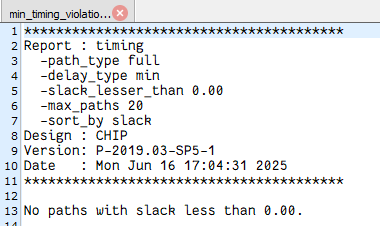 min_timing_violatio...
1 ****************************************
2 Report : timing
3 -path_type full
4 -delay_type min
5 -slack_lesser_than 0.00
6 -max_paths 20
7 -sort_by slack
8 Design : CHIP
9 Version: P-2019.03-SP5-1
10 Date   : Mon Jun 16 17:04:31 2025
11 ****************************************
12
13 No paths with slack less than 0.00.